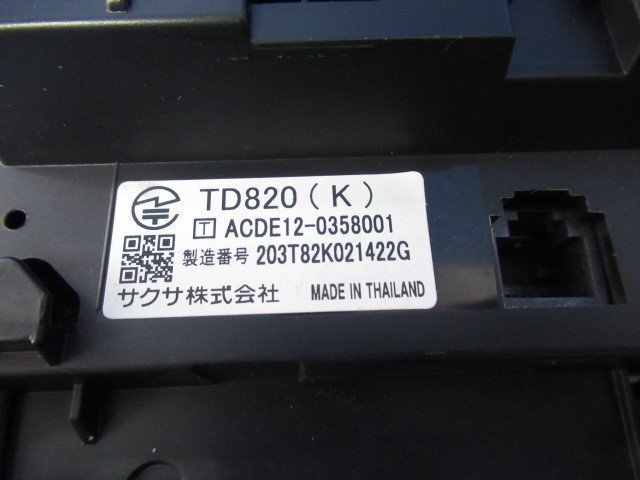 TD820 (K)
T ACDE12-0358001
製造番号 203T82K021422G
サクサ株式会社 MADE IN THAILAND